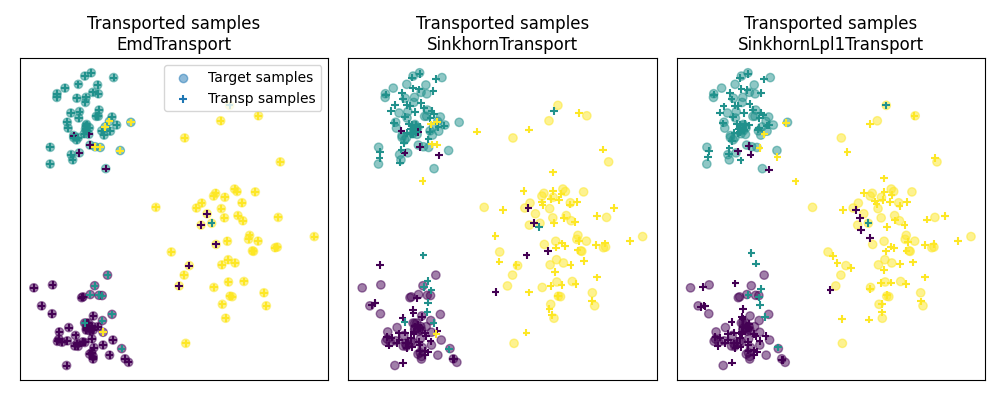 Transported samples
EmdTransport
Target samples
Transp samples
Transported samples
SinkhornTransport
Transported samples
SinkhornLpl1Transport